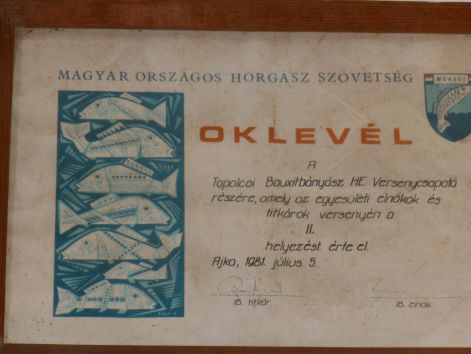 MAGYAR ORSZÁGOS HORGÁSZ SZÖVETSÉG
MOHOSZ
OKLEVÉL
A
Tapolcai Bauxitbányász HE Versenycsapata
részére, amely az egyesületi elnökök és
titkárok versenyén a
II.
helyezést érte el.
Ajka, 1981. július 5.
IB. titkár
IB. elnök